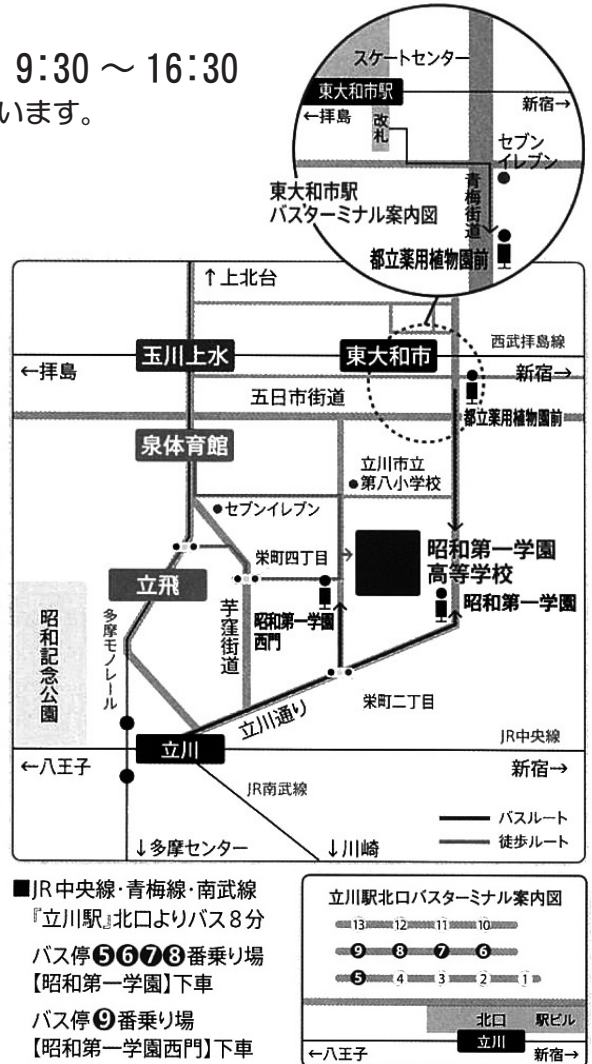 9:30 ～ 16:30
います。
スケートセンター
東大和市駅
新宿→
←拝島
改札
セブン
イレブン
青梅街道
東大和市駅
バスターミナル案内図
都立薬用植物園前
↑上北台
西武拝島線
玉川上水
東大和市
←拝島
新宿→
五日市街道
都立薬用植物園前
泉体育館
立川市立
第八小学校
セブンイレブン
栄町四丁目
昭和第一学園
高等学校
立飛
昭和第一学園
昭和第一学園
西門
芋窪街道
昭和記念公園
多摩モノレール
栄町二丁目
立川通り
JR中央線
立川
←八王子
新宿→
JR南武線
バスルート
徒歩ルート
↓多摩センター
↓川崎
■JR中央線・青梅線・南武線
『立川駅』北口よりバス8分
バス停❺❻❼❽番乗り場
【昭和第一学園】下車
バス停❾番乗り場
【昭和第一学園西門】下車
立川駅北口バスターミナル案内図
13 12 11 10
❾ ❽ ❼ ❻
❺ 4 3 2 1
北口 駅ビル
立川
←八王子 新宿→